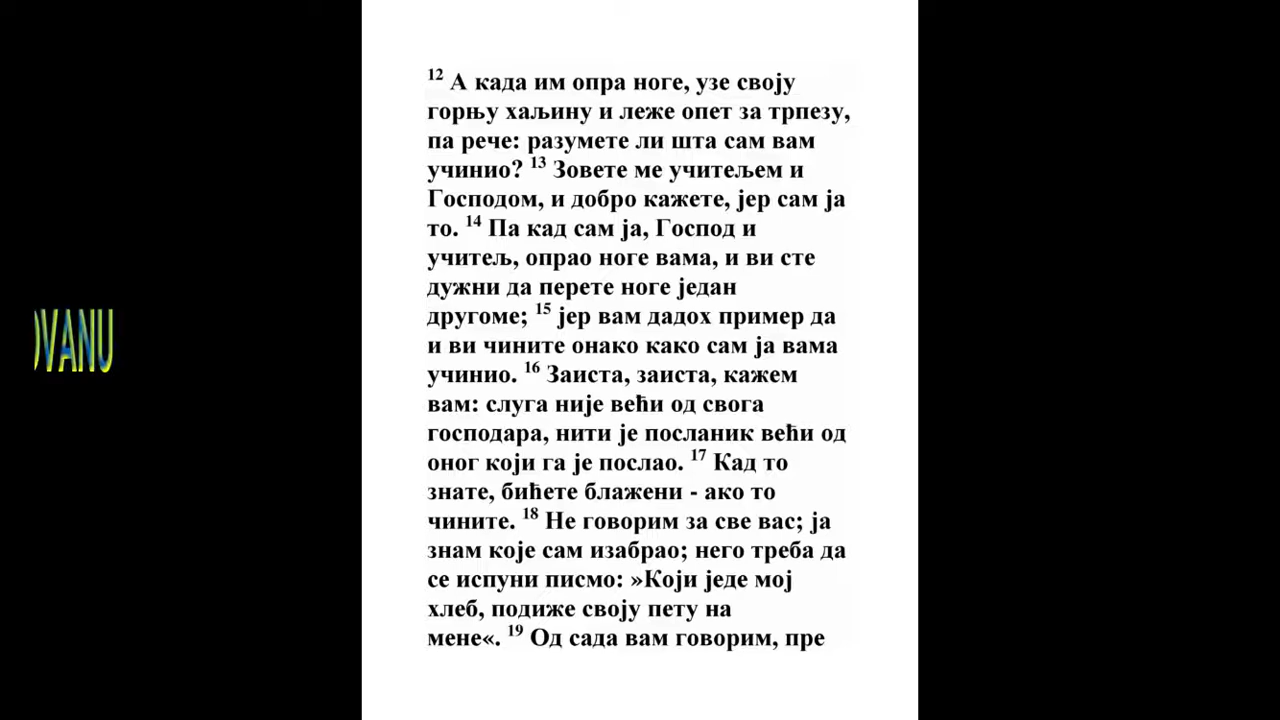 12 А када им опра ноге, узе своју
горњу хаљину и леже опет за трпезу,
па рече: разумете ли шта сам вам
учинио? 13 Зовете ме учитељем и
Господом, и добро кажете, јер сам ја
то. 14 Па кад сам ја, Господ и
учитељ, опрао ноге вама, и ви сте
дужни да перете ноге један
другоме; 15 јер вам дадох пример да
и ви чините онако како сам ја вама
учинио. 16 Заиста, заиста, кажем
вам: слуга није већи од свога
господара, нити је посланик већи од
оног који га је послао. 17 Кад то
знате, бићете блажени - ако то
чините. 18 Не говорим за све вас; ја
знам које сам изабрао; него треба да
се испуни писмо: »Који једе мој
хлеб, подиже своју пету на
мене«. 19 Од сада вам говорим, пре